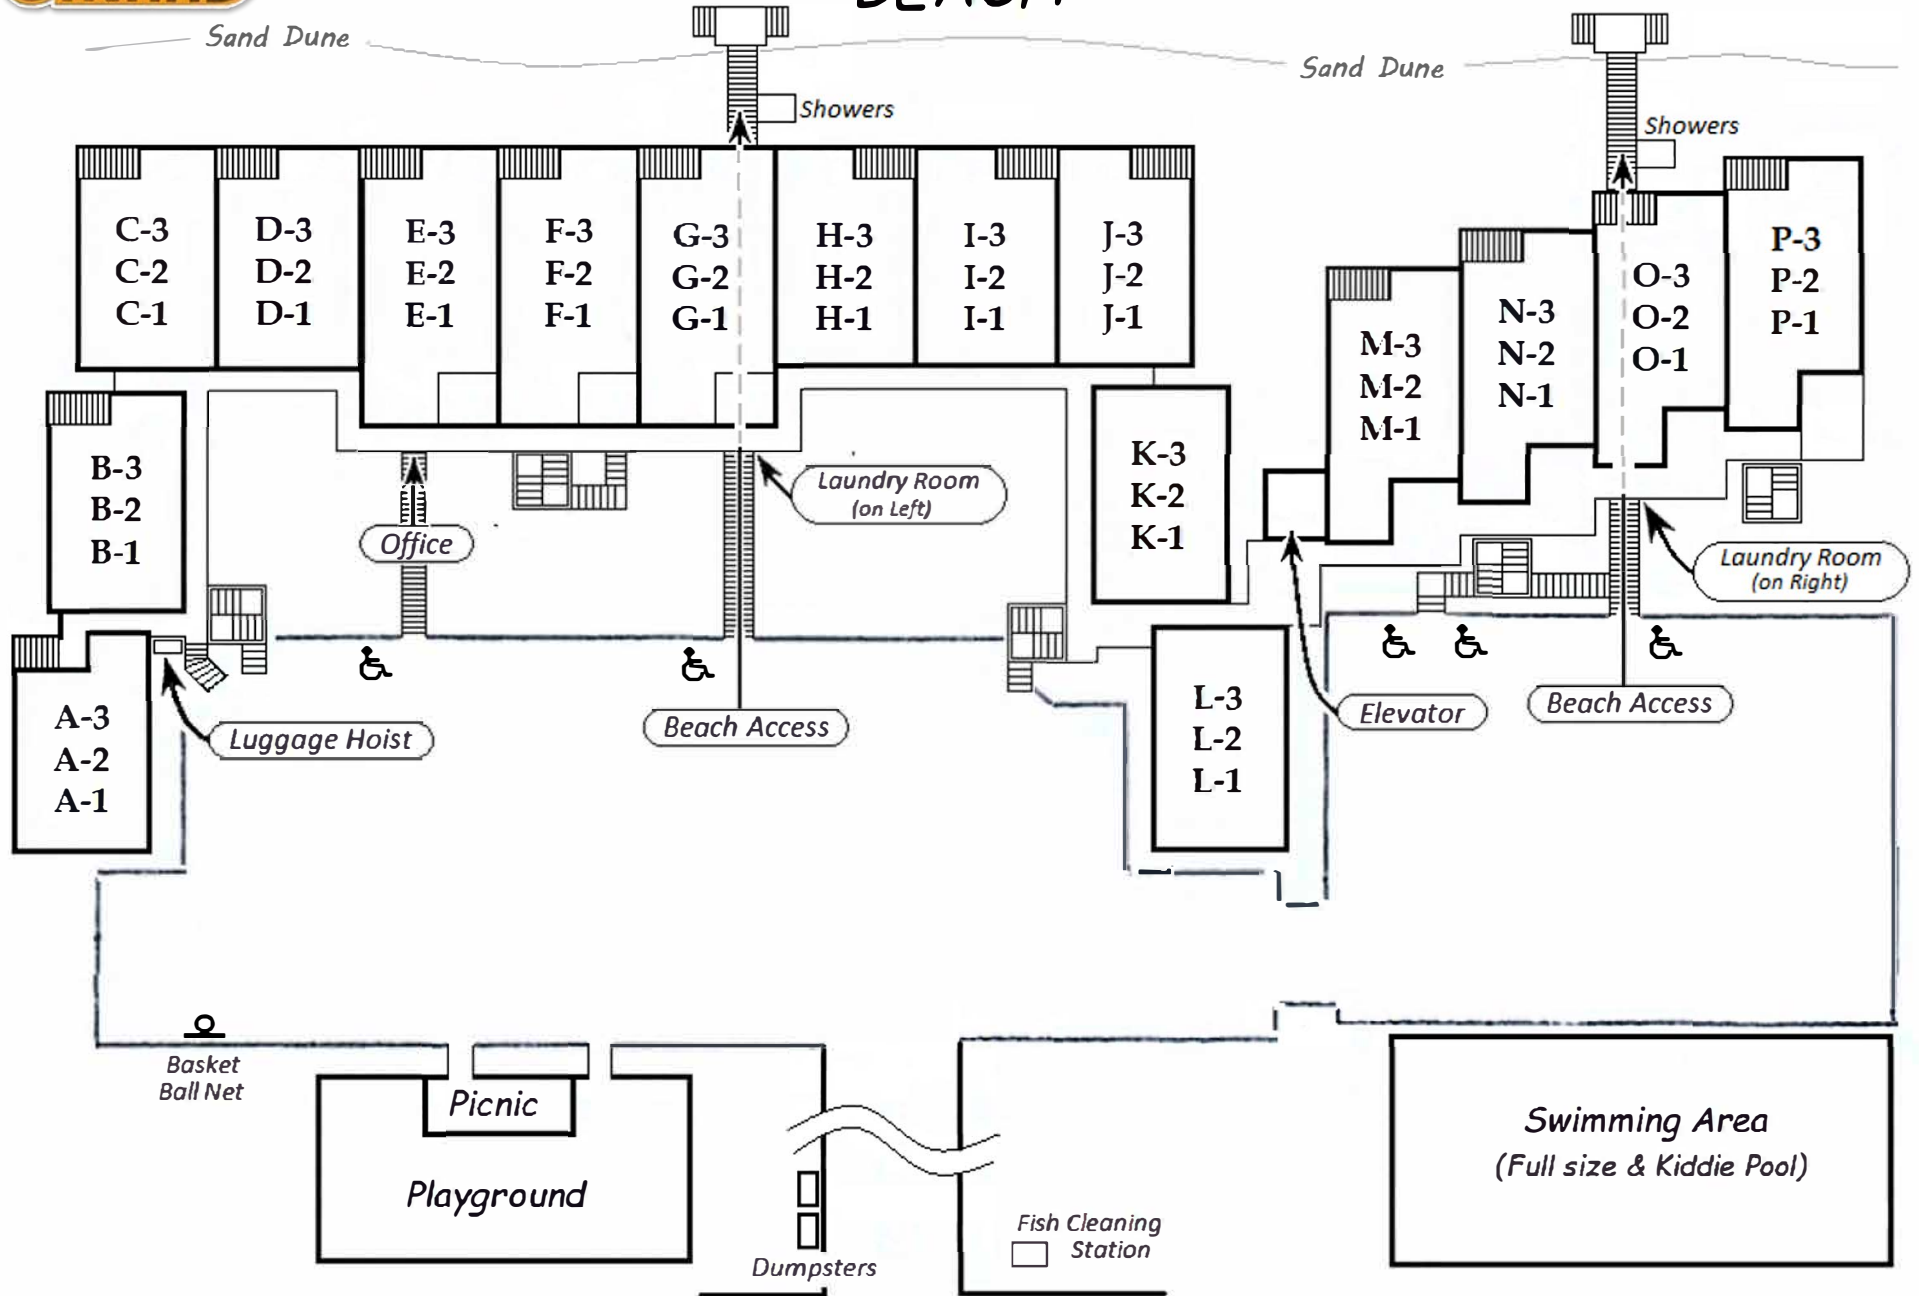 BEACH
Sand Dune
Sand Dune
Showers
Showers
C-3
C-2
C-1
D-3
D-2
D-1
E-3
E-2
E-1
F-3
F-2
F-1
G-3
G-2
G-1
H-3
H-2
H-1
I-3
I-2
I-1
J-3
J-2
J-1
M-3
M-2
M-1
N-3
N-2
N-1
O-3
O-2
O-1
P-3
P-2
P-1
B-3
B-2
B-1
K-3
K-2
K-1
Office
Laundry Room
(on Left)
Laundry Room
(on Right)
A-3
A-2
A-1
Luggage Hoist
Beach Access
L-3
L-2
L-1
Elevator
Beach Access
Basket
Ball Net
Picnic
Playground
Dumpsters
Fish Cleaning
Station
Swimming Area
(Full size & Kiddie Pool)